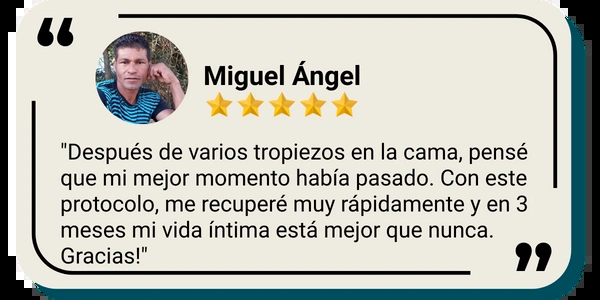 Miguel Ángel
"Después de varios tropiezos en la cama, pensé
que mi mejor momento había pasado. Con este
protocolo, me recuperé muy rápidamente y en 3
meses mi vida íntima está mejor que nunca.
Gracias!"